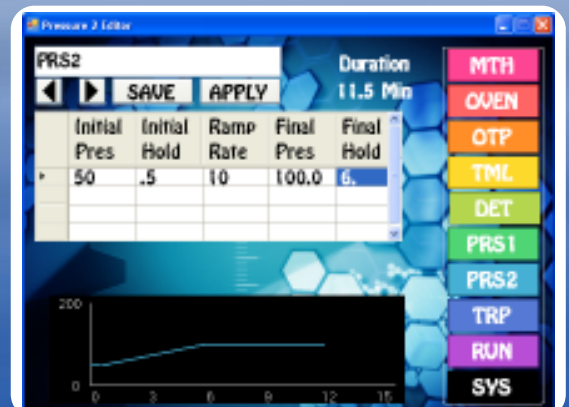 Pressure 2 Editor
PRS2
Duration
SAVE APPLY
11.5 Min
Initial Pres Initial Hold Ramp Rate Final Pres Final Hold
50 .5 10 100.0 6.
200
0
0 3 6 9 12 15
MTH
OVEN
OTP
TML
DET
PRS1
PRS2
TRP
RUN
SYS